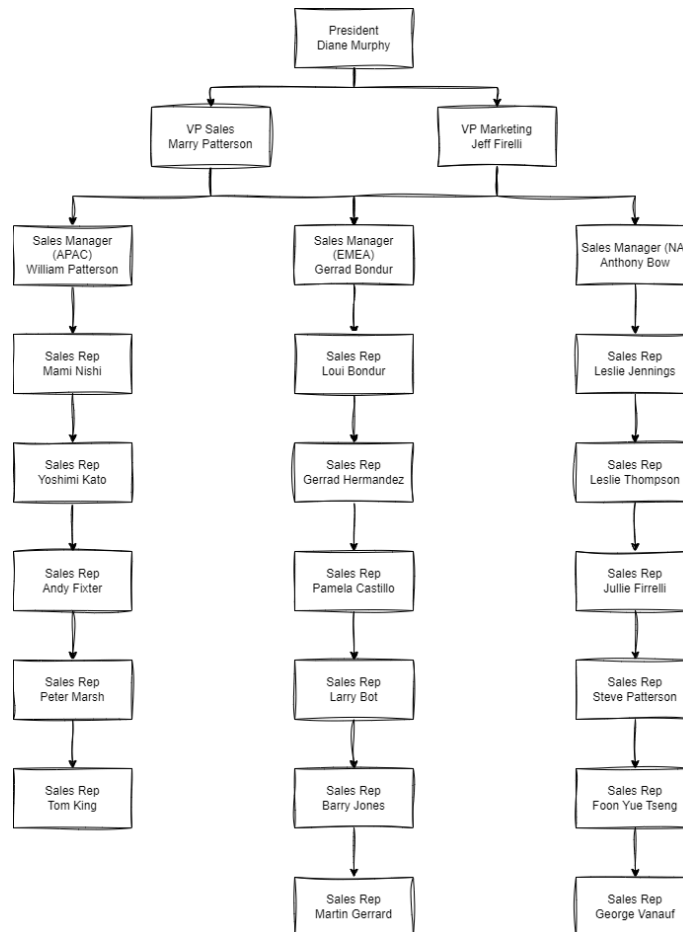 President
Diane Murphy
VP Sales
Marry Patterson
VP Marketing
Jeff Firelli
Sales Manager
(APAC)
William Patterson
Sales Manager
(EMEA)
Gerrad Bondur
Sales Manager (NA
Anthony Bow
Sales Rep
Mami Nishi
Sales Rep
Loui Bondur
Sales Rep
Leslie Jennings
Sales Rep
Yoshimi Kato
Sales Rep
Gerrad Hermandez
Sales Rep
Leslie Thompson
Sales Rep
Andy Fixter
Sales Rep
Pamela Castillo
Sales Rep
Jullie Firrelli
Sales Rep
Peter Marsh
Sales Rep
Larry Bot
Sales Rep
Steve Patterson
Sales Rep
Tom King
Sales Rep
Barry Jones
Sales Rep
Foon Yue Tseng
Sales Rep
Martin Gerrard
Sales Rep
George Vanauf